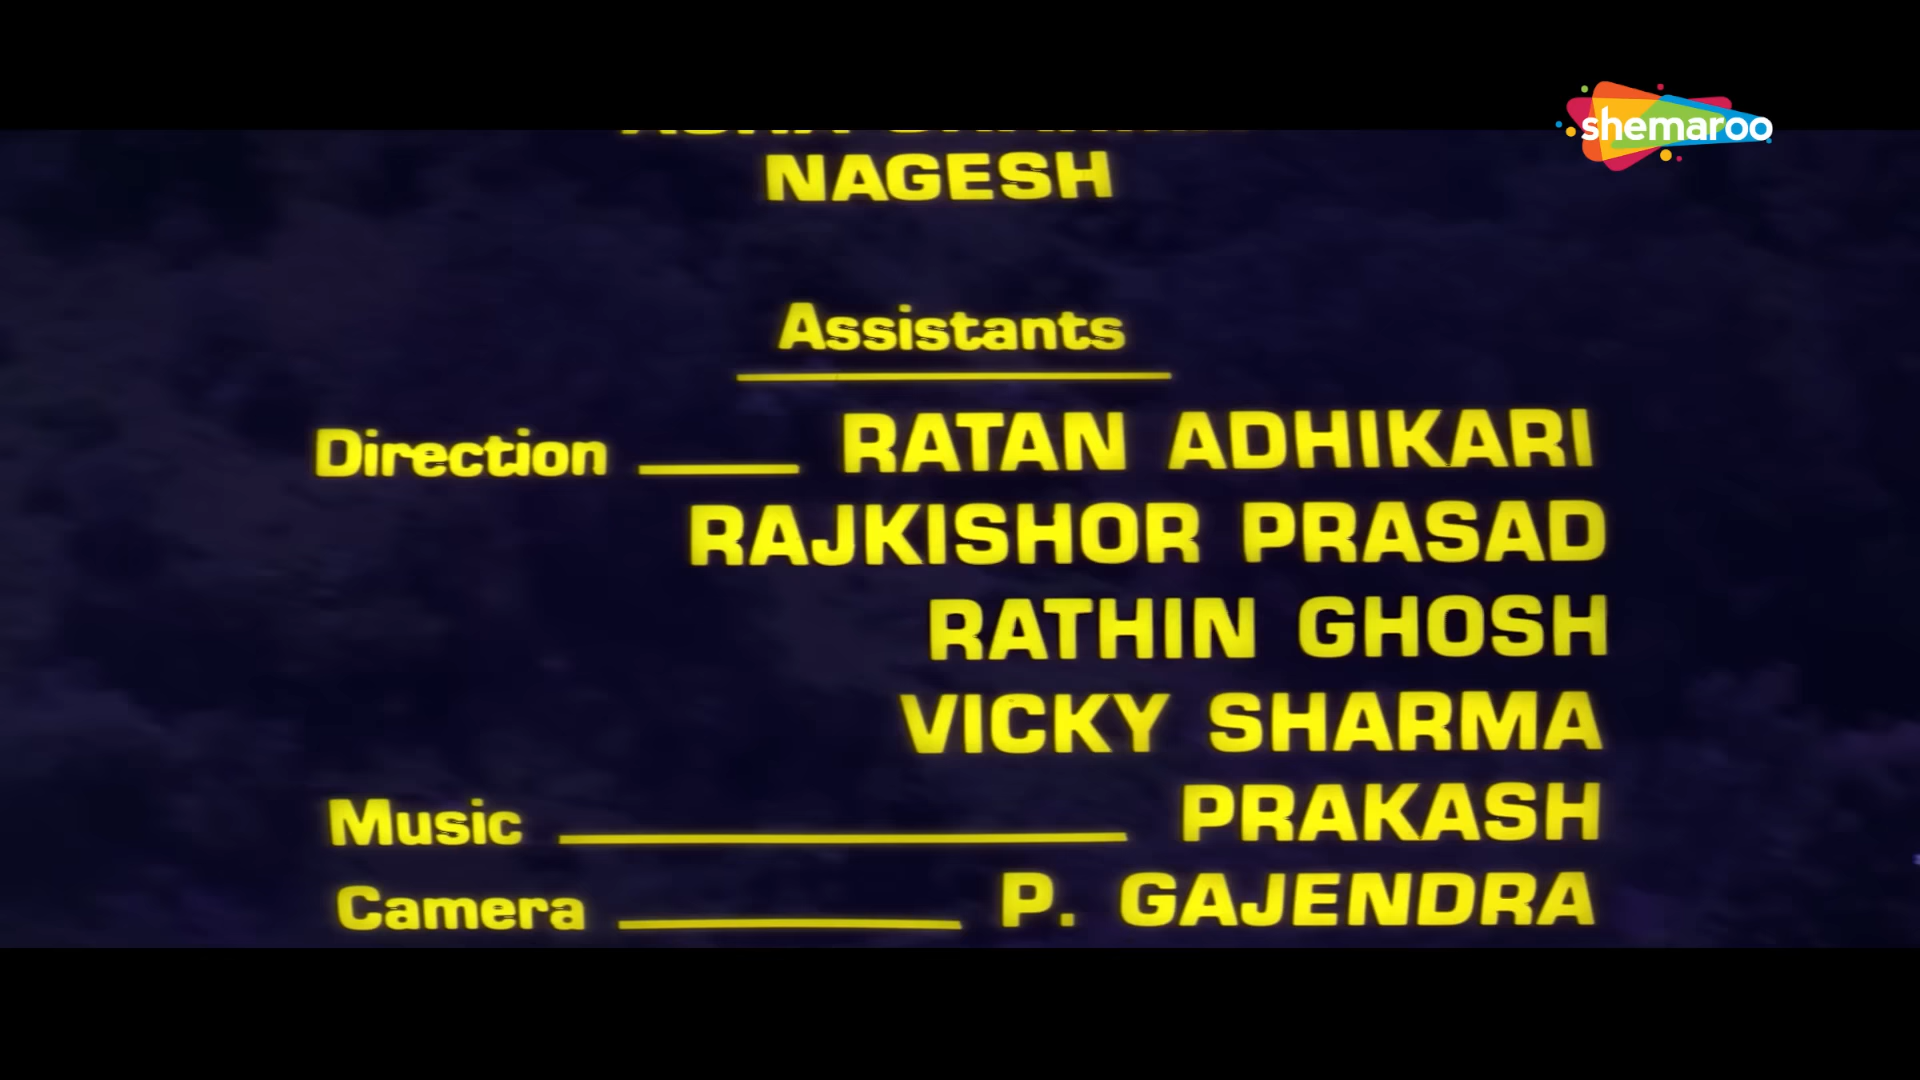 shemaroo
NAGESH
Assistants
Direction RATAN ADHIKARI
RAJKISHOR PRASAD
RATHIN GHOSH
VICKY SHARMA
Music PRAKASH
Camera P. GAJENDRA